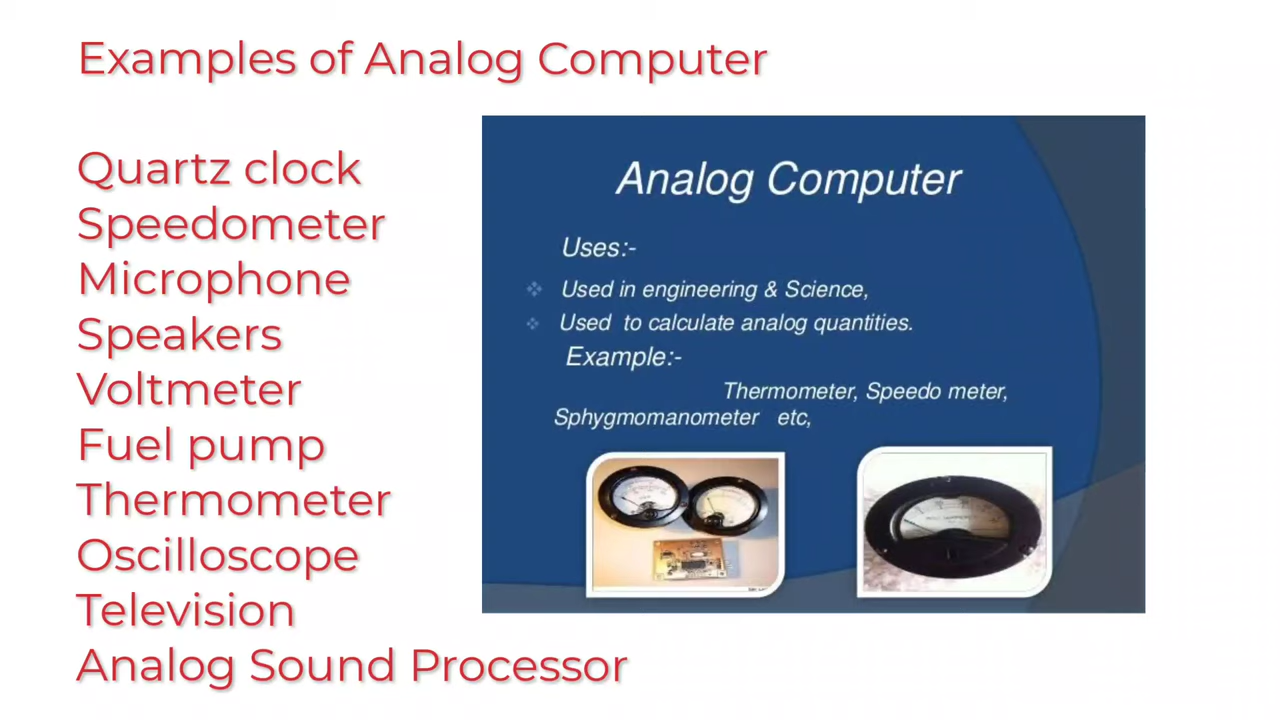 Examples of Analog Computer
Quartz clock
Speedometer
Microphone
Speakers
Voltmeter
Fuel pump
Thermometer
Oscilloscope
Television
Analog Sound Processor
Analog Computer
Uses:-
Used in engineering & Science,
Used to calculate analog quantities.
Example:-
Thermometer, Speedo meter,
Sphygmomanometer etc,